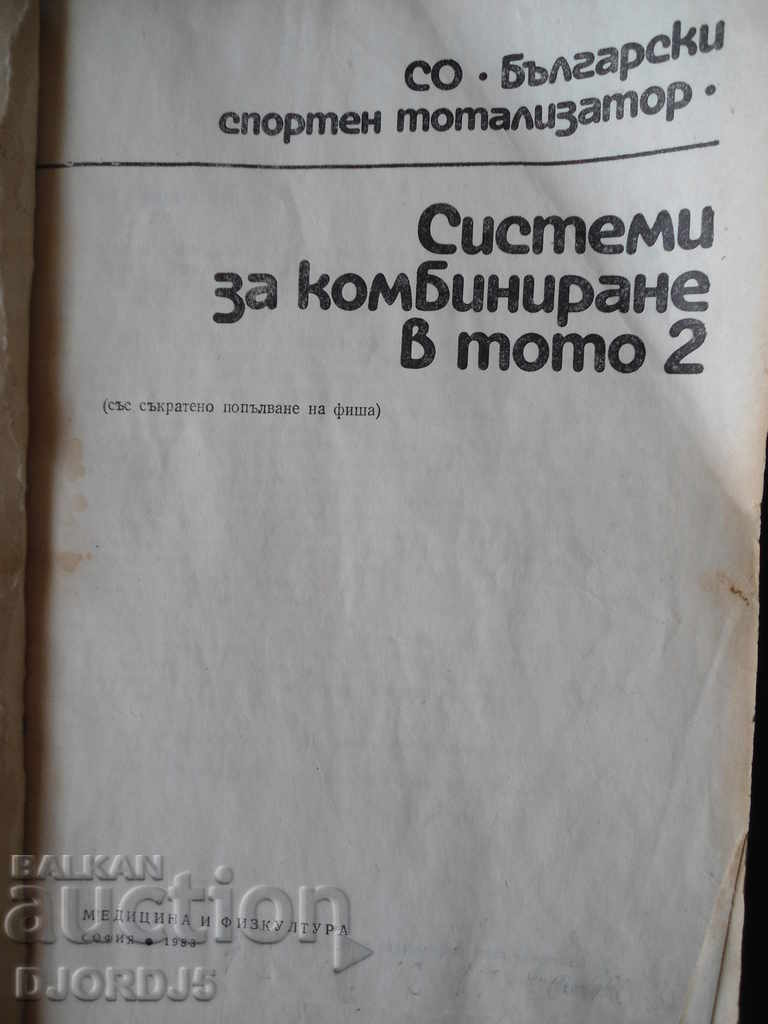 СО · Български
спортен тотализатор ·
Системи
за комбиниране
в тото 2
(със съкратено попълване на фиша)
BALKAN
auction
МЕДИЦИНА И ФИЗКУЛТУРА
СОФИЯ • 1983
DJORDJ5